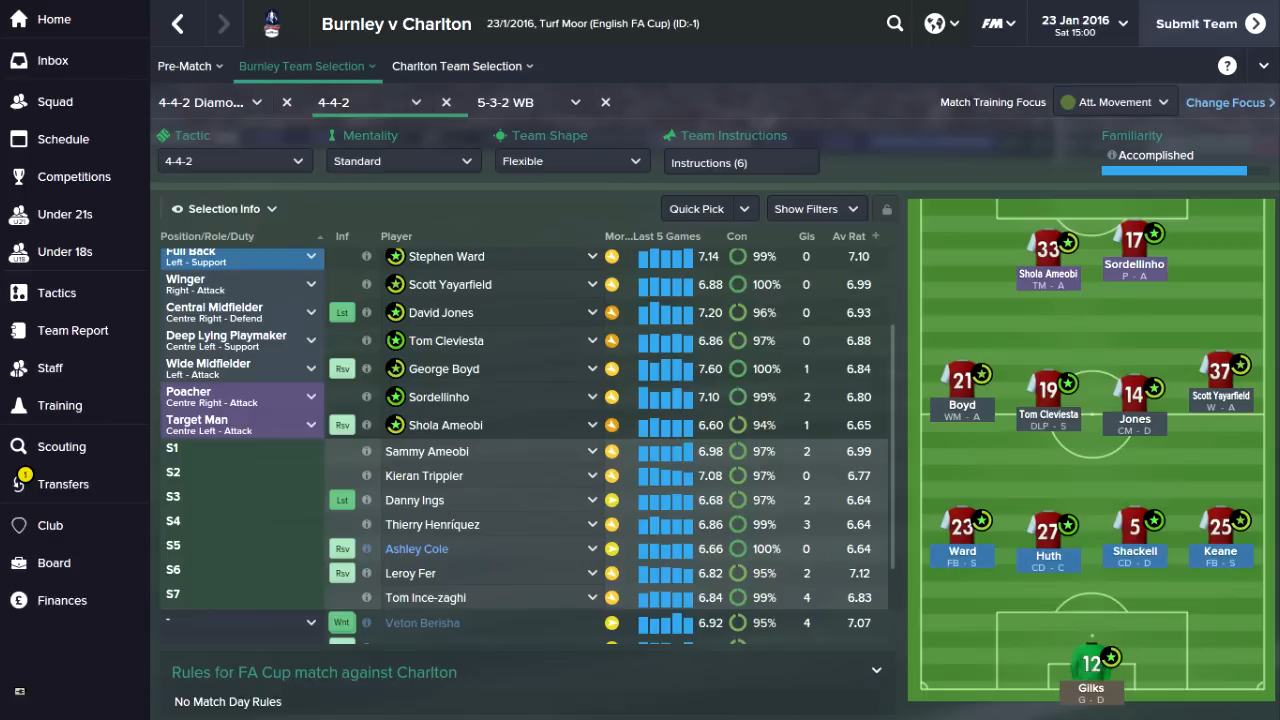 Home
Inbox
Squad
Schedule
Competitions
U21
Under 21s
U18
Under 18s
Tactics
Team Report
Staff
Training
Scouting
1
Transfers
Club
Board
Finances
Burnley v Charlton
23/1/2016, Turf Moor (English FA Cup) (ID:-1)
FM
23 Jan 2016
Sat 15:00
Submit Team
Pre-Match
Burnley Team Selection
Charlton Team Selection
?
4-4-2 Diamo...
4-4-2
5-3-2 WB
Match Training Focus
Att. Movement
Change Focus
Tactic
Mentality
Team Shape
Team Instructions
Familiarity
4-4-2
Standard
Flexible
Instructions (6)
Accomplished
Selection Info
Quick Pick
Show Filters
Position/Role/Duty Inf Player Mor... Last 5 Games Con Gls Av Rat +
Full Back
Left - Support
Stephen Ward 7.14 99% 0 7.10
Winger
Right - Attack
Scott Yayarfield 6.88 100% 0 6.99
Central Midfielder
Centre Right - Defend
Lst David Jones 7.20 96% 0 6.93
Deep Lying Playmaker
Centre Left - Support
Tom Cleviesta 6.86 97% 0 6.88
Wide Midfielder
Left - Attack
Rsv George Boyd 7.60 100% 1 6.84
Poacher
Centre Right - Attack
Sordellinho 7.10 99% 2 6.80
Target Man
Centre Left - Attack
Rsv Shola Ameobi 6.60 94% 1 6.65
S1 Sammy Ameobi 6.98 97% 2 6.99
S2 Kieran Trippier 7.08 97% 0 6.77
S3 Lst Danny Ings 6.68 97% 2 6.64
S4 Thierry Henríquez 6.86 99% 3 6.64
S5 Rsv Ashley Cole 6.66 100% 0 6.64
S6 Rsv Leroy Fer 6.82 95% 2 7.12
S7 Tom Ince-zaghi 6.84 99% 4 6.83
- Wnt Veton Berisha 6.92 95% 4 7.07
Rules for FA Cup match against Charlton
No Match Day Rules
33
Shola Ameobi
TM - A
17
Sordellinho
P - A
21
Boyd
WM - A
19
Tom Cleviesta
DLP - S
14
Jones
CM - D
37
Scott Yayarfield
W - A
23
Ward
FB - S
27
Huth
CD - C
5
Shackell
CD - D
25
Keane
FB - S
12
Gilks
G - D